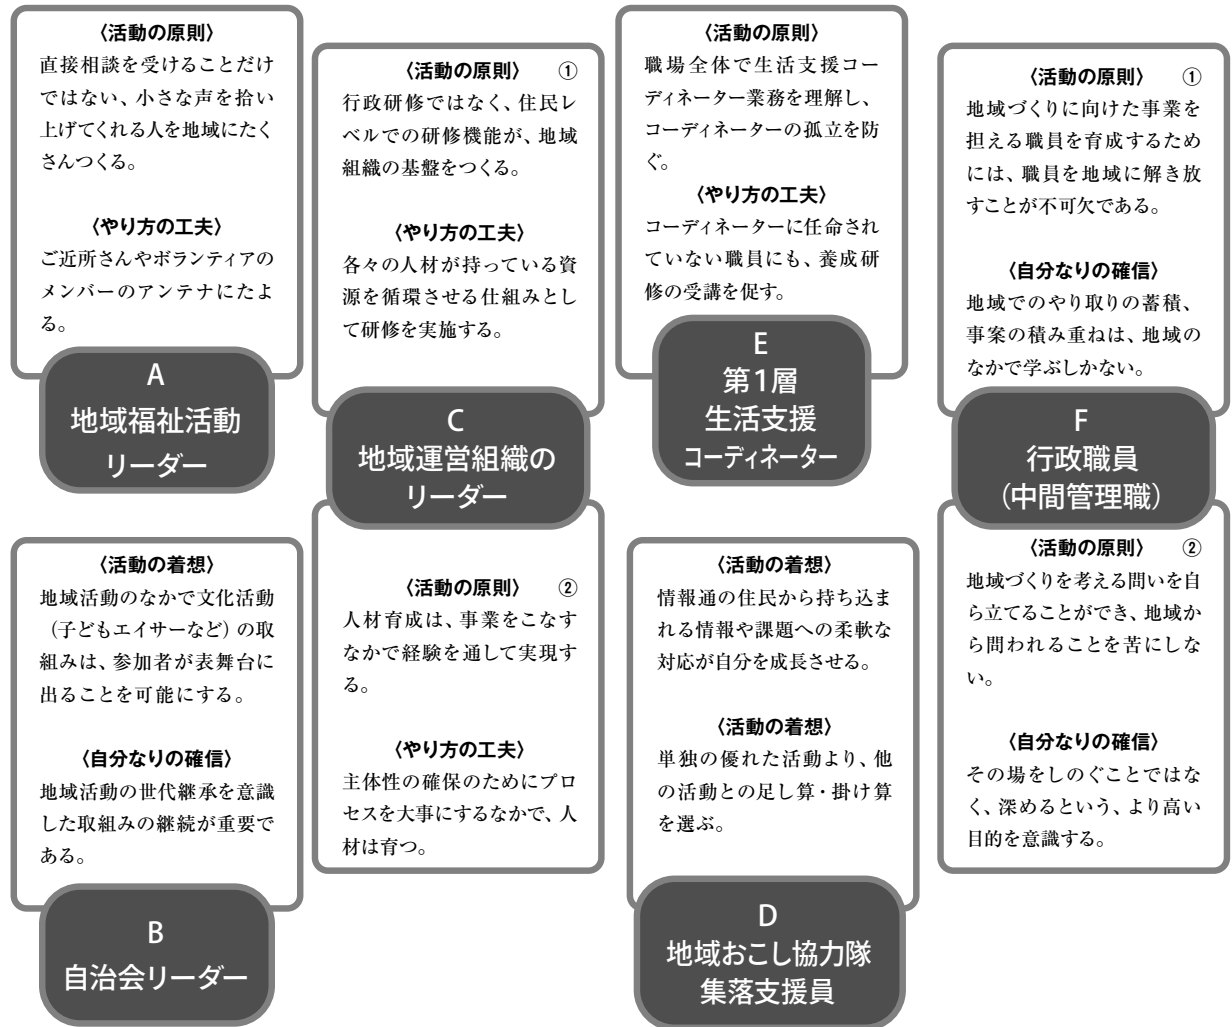 〈活動の原則〉
直接相談を受けることだけ
ではない、小さな声を拾い
上げてくれる人を地域にたく
さんつくる。
〈やり方の工夫〉
ご近所さんやボランティアの
メンバーのアンテナにたよ
る。
A
地域福祉活動
リーダー
〈活動の着想〉
地域活動のなかで文化活動
（子どもエイサーなど）の取
組みは、参加者が表舞台に
出ることを可能にする。
〈自分なりの確信〉
地域活動の世代継承を意識
した取組みの継続が重要で
ある。
B
自治会リーダー
〈活動の原則〉 ①
行政研修ではなく、住民レ
ベルでの研修機能が、地域
組織の基盤をつくる。
〈やり方の工夫〉
各々の人材が持っている資
源を循環させる仕組みとし
て研修を実施する。
C
地域運営組織の
リーダー
〈活動の原則〉 ②
人材育成は、事業をこなす
なかで経験を通して実現す
る。
〈やり方の工夫〉
主体性の確保のためにプロ
セスを大事にするなかで、人
材は育つ。
〈活動の原則〉
職場全体で生活支援コー
ディネーター業務を理解し、
コーディネーターの孤立を防
ぐ。
〈やり方の工夫〉
コーディネーターに任命され
ていない職員にも、養成研
修の受講を促す。
E
第1層
生活支援
コーディネーター
〈活動の着想〉
情報通の住民から持ち込ま
れる情報や課題への柔軟な
対応が自分を成長させる。
〈活動の着想〉
単独の優れた活動より、他
の活動との足し算・掛け算
を選ぶ。
D
地域おこし協力隊
集落支援員
〈活動の原則〉 ①
地域づくりに向けた事業を
担える職員を育成するため
には、職員を地域に解き放
すことが不可欠である。
〈自分なりの確信〉
地域でのやり取りの蓄積、
事案の積み重ねは、地域の
なかで学ぶしかない。
F
行政職員
（中間管理職）
〈活動の原則〉 ②
地域づくりを考える問いを自
ら立てることができ、地域か
ら問われることを苦にしな
い。
〈自分なりの確信〉
その場をしのぐことではな
く、深めるという、より高い
目的を意識する。